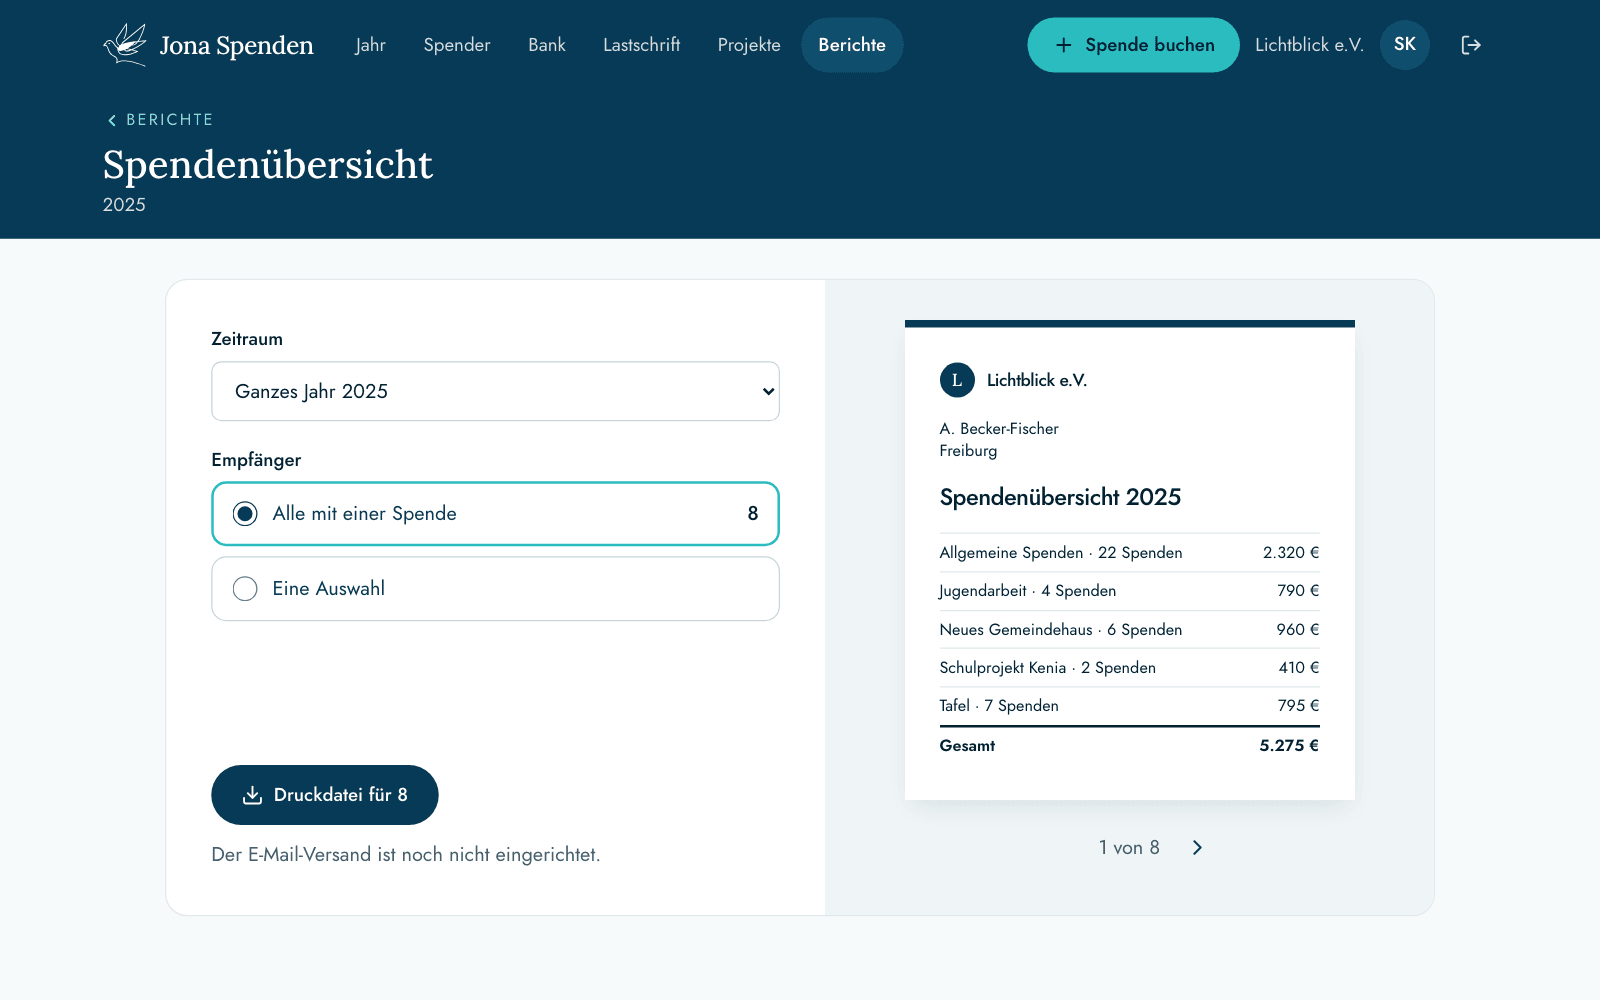 Jona Spenden
Jahr
Spender
Bank
Lastschrift
Projekte
Berichte
Spende buchen
Lichtblick e.V.
SK
BERICHTE
Spendenübersicht
2025
Zeitraum
Ganzes Jahr 2025
Empfänger
Alle mit einer Spende 8
Eine Auswahl
Druckdatei für 8
Der E-Mail-Versand ist noch nicht eingerichtet.
L Lichtblick e.V.
A. Becker-Fischer
Freiburg
Spendenübersicht 2025
Allgemeine Spenden · 22 Spenden 2.320 €
Jugendarbeit · 4 Spenden 790 €
Neues Gemeindehaus · 6 Spenden 960 €
Schulprojekt Kenia · 2 Spenden 410 €
Tafel · 7 Spenden 795 €
Gesamt 5.275 €
1 von 8